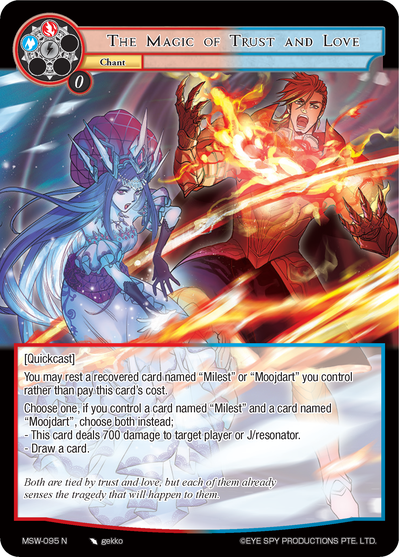 The Magic of Trust and Love
Chant
0
[Quickcast]
You may rest a recovered card named “Milest” or “Moojdart” you control
rather than pay this card’s cost.
Choose one, if you control a card named “Milest” and a card named
“Moojdart”, choose both instead;
- This card deals 700 damage to target player or J/resonator.
- Draw a card.
Both are tied by trust and love, but each of them already
senses the tragedy that will happen to them.
MSW-095 N gekko ©EYE SPY PRODUCTIONS PTE. LTD.